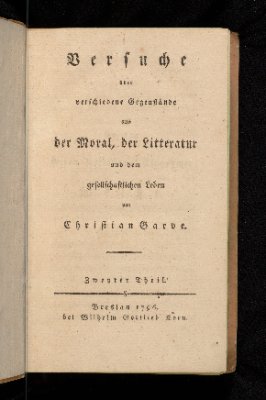 Versuche
über
verschiedene Gegenstände
aus
der Moral, der Litteratur
und dem
gesellschaftlichen Leben
von
Christian Garve.
Zweyter Theil.
Breslau 1796.
bei Wilhelm Gottlieb Korn.